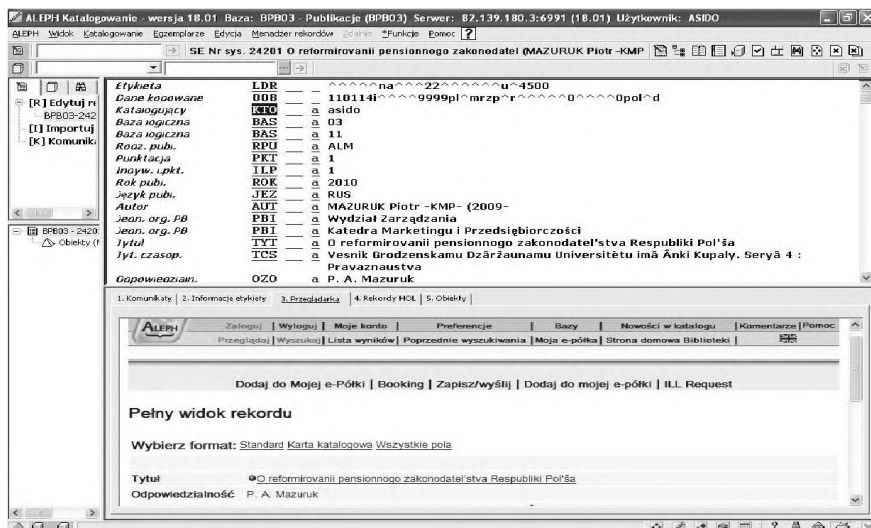 ALEPH Katalogowanie - wersja 18.01 Baza: BPB03 - Publikacje (BPB03) Serwer: 82.139.180.3:6991 (18.01) Użytkownik: ASIDO
ALEPH Widok Katalogowanie Egzemplarze Edycja Menadżer rekordów Zdalnie *Funkcje Pomoc ?
SE Nr sys. 24201 O reformirovanii pensionnogo zakonodatel (MAZURUK Piotr -KMP
[R] Edytuj re
BPB03-242
[I] Importuj
[K] Komunik
BPB03 - 2420
Obiekty (
Etykieta LDR ^^^^^na^^^22^^^^^^u^4500
Dane kodowane 008 110114i^^^^9999pl^mrzp^r^^^^^0^^^^0pol^d
Katalogujący KTO a asido
Baza logiczna BAS a 03
Baza logiczna BAS a 11
Rodz. publ. RPU a ALM
Punktacja PKT a 1
Indyw. l.pkt. ILP a 1
Rok publ. ROK a 2010
Język publ. JEZ a RUS
Autor AUT a MAZURUK Piotr -KMP- (2009-
Jedn. org. PB PBI a Wydział Zarządzania
Jedn. org. PB PBI a Katedra Marketingu i Przedsiębiorczości
Tytuł TYT a O reformirovanii pensionnogo zakonodatel'stva Respubliki Pol'ša
Tyt. czasop. TCS a Vesnik Grodzenskamu Dzâržaunamu Universitètu imâ Ânki Kupaly. Seryâ 4 :
Pravaznaustva
Odpowiedzialn. OZO a P. A. Mazuruk
1. Komunikaty 2. Informacje etykiety 3. Przeglądarka 4. Rekordy HOL 5. Obiekty
ALEPH Zaloguj | Wyloguj | Moje konto | Preferencje | Bazy | Nowości w katalogu | Komentarze | Pomoc
Przeglądaj | Wyszukaj | Lista wyników | Poprzednie wyszukiwania | Moja e-półka | Strona domowa Biblioteki |
Dodaj do Mojej e-Półki | Booking | Zapisz/wyślij | Dodaj do mojej e-półki | ILL Request
Pełny widok rekordu
Wybierz format: Standard Karta katalogowa Wszystkie pola
Tytuł O reformirovanii pensionnogo zakonodatel'stva Respubliki Pol'ša
Odpowiedzialność P. A. Mazuruk